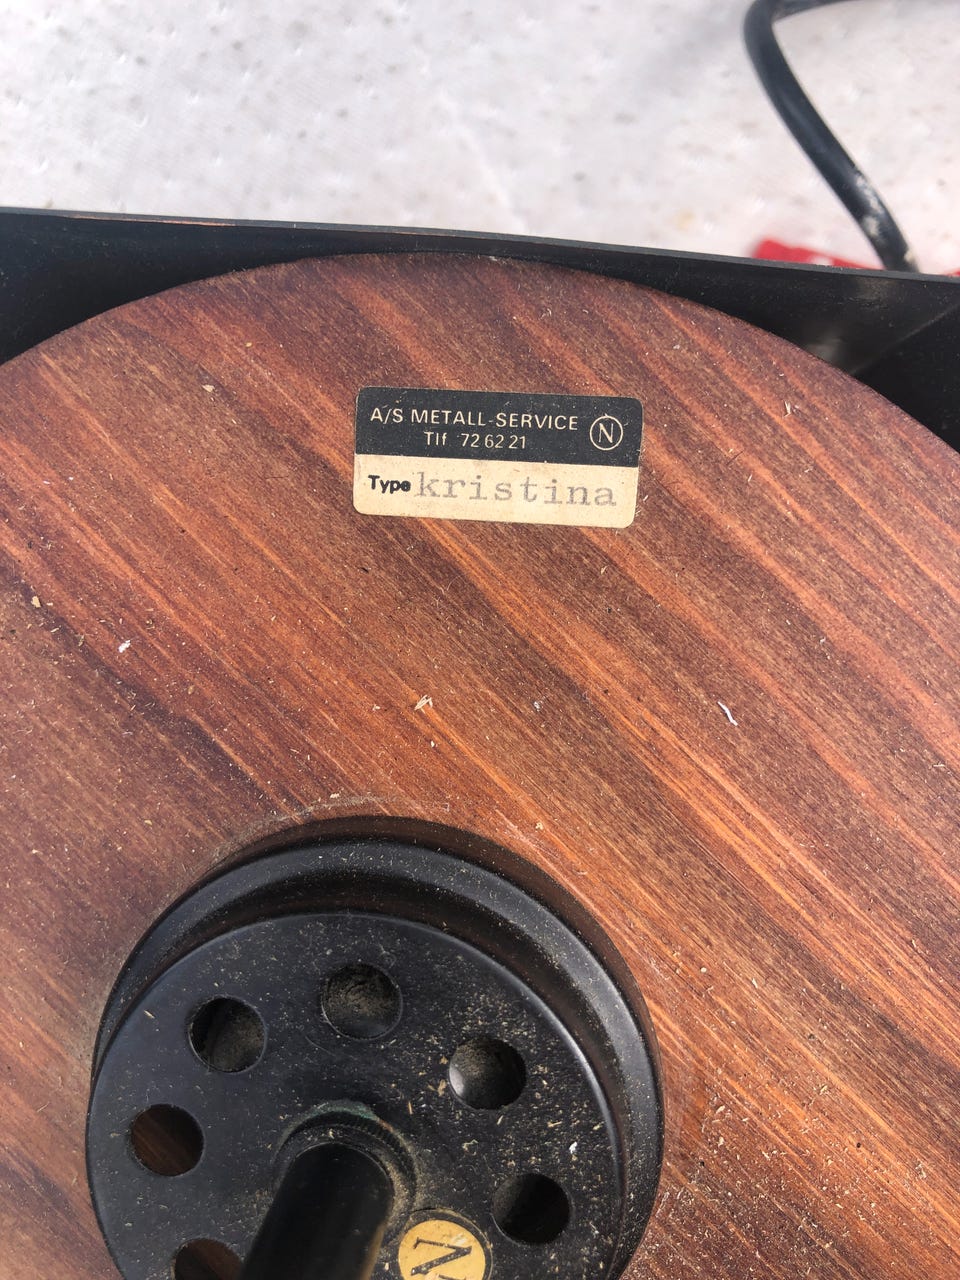 A/S METALL-SERVICE
Tlf 72 62 21
N
Type kristina
N